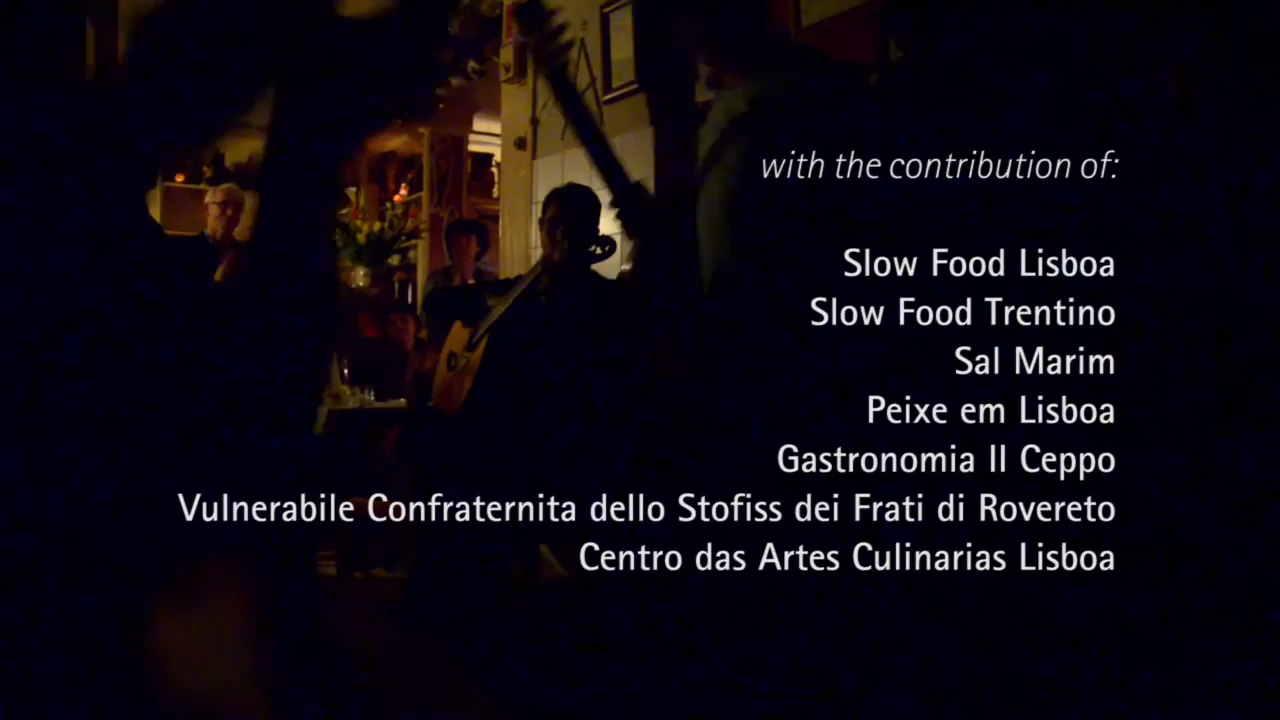 with the contribution of:
Slow Food Lisboa
Slow Food Trentino
Sal Marim
Peixe em Lisboa
Gastronomia Il Ceppo
Vulnerabile Confraternita dello Stofiss dei Frati di Rovereto
Centro das Artes Culinarias Lisboa